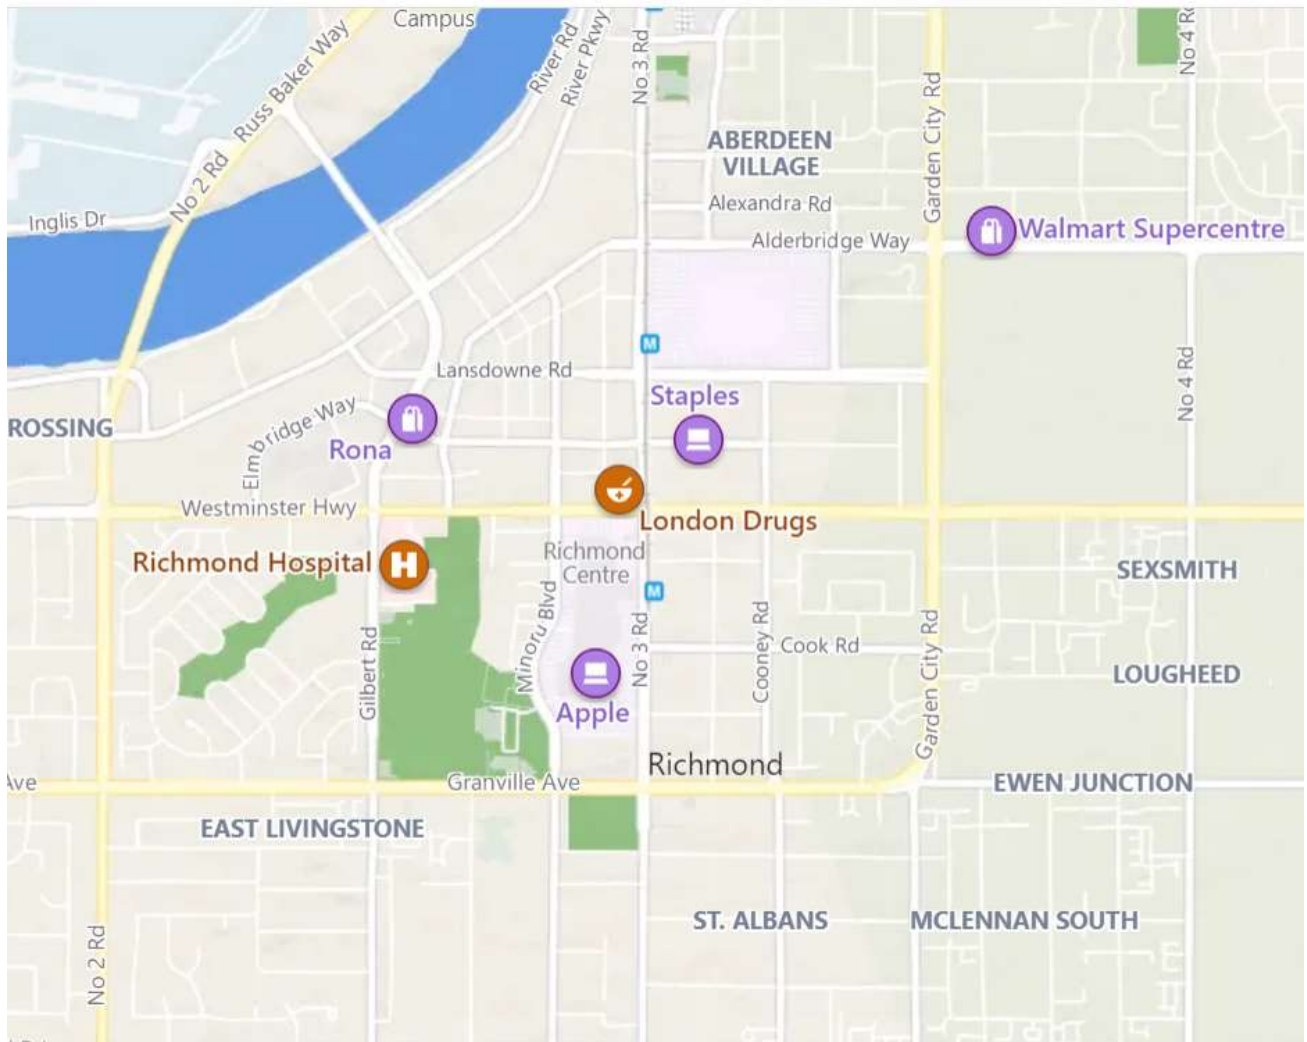 Campus
Russ Baker Way
River Rd
River Pkwy
No 3 Rd
No 4 Rd
Garden City Rd
ABERDEEN
VILLAGE
No 2 Rd
Inglis Dr
Alexandra Rd
Alderbridge Way
Walmart Supercentre
M
Lansdowne Rd
No 4 Rd
Staples
ROSSING
Elmbridge Way
Rona
Westminster Hwy
London Drugs
Richmond Hospital
H
Richmond
Centre
SEXSMITH
M
Minoru Blvd
No 3 Rd
Cooney Rd
Cook Rd
Garden City Rd
LOUGHEED
Gilbert Rd
Apple
Richmond
Ave
Granville Ave
EWEN JUNCTION
EAST LIVINGSTONE
ST. ALBANS
MCLENNAN SOUTH
No 2 Rd